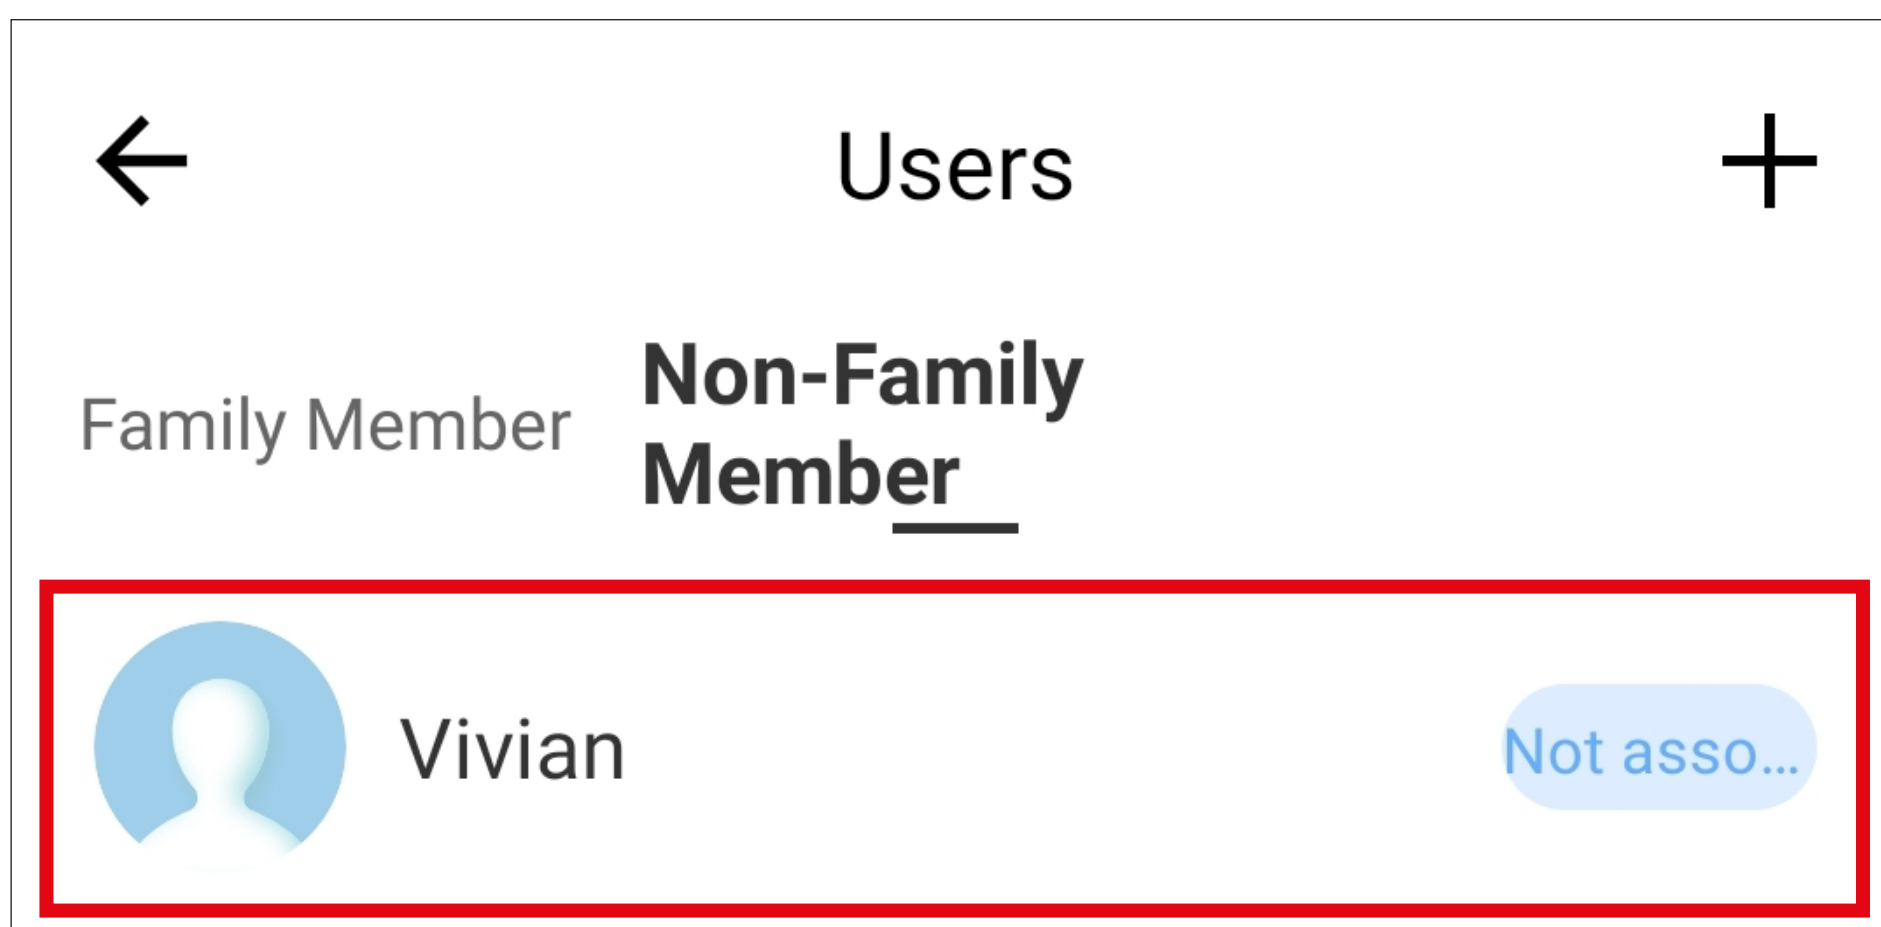 Users
Family Member
Non-Family
Member
Vivian
Not asso...